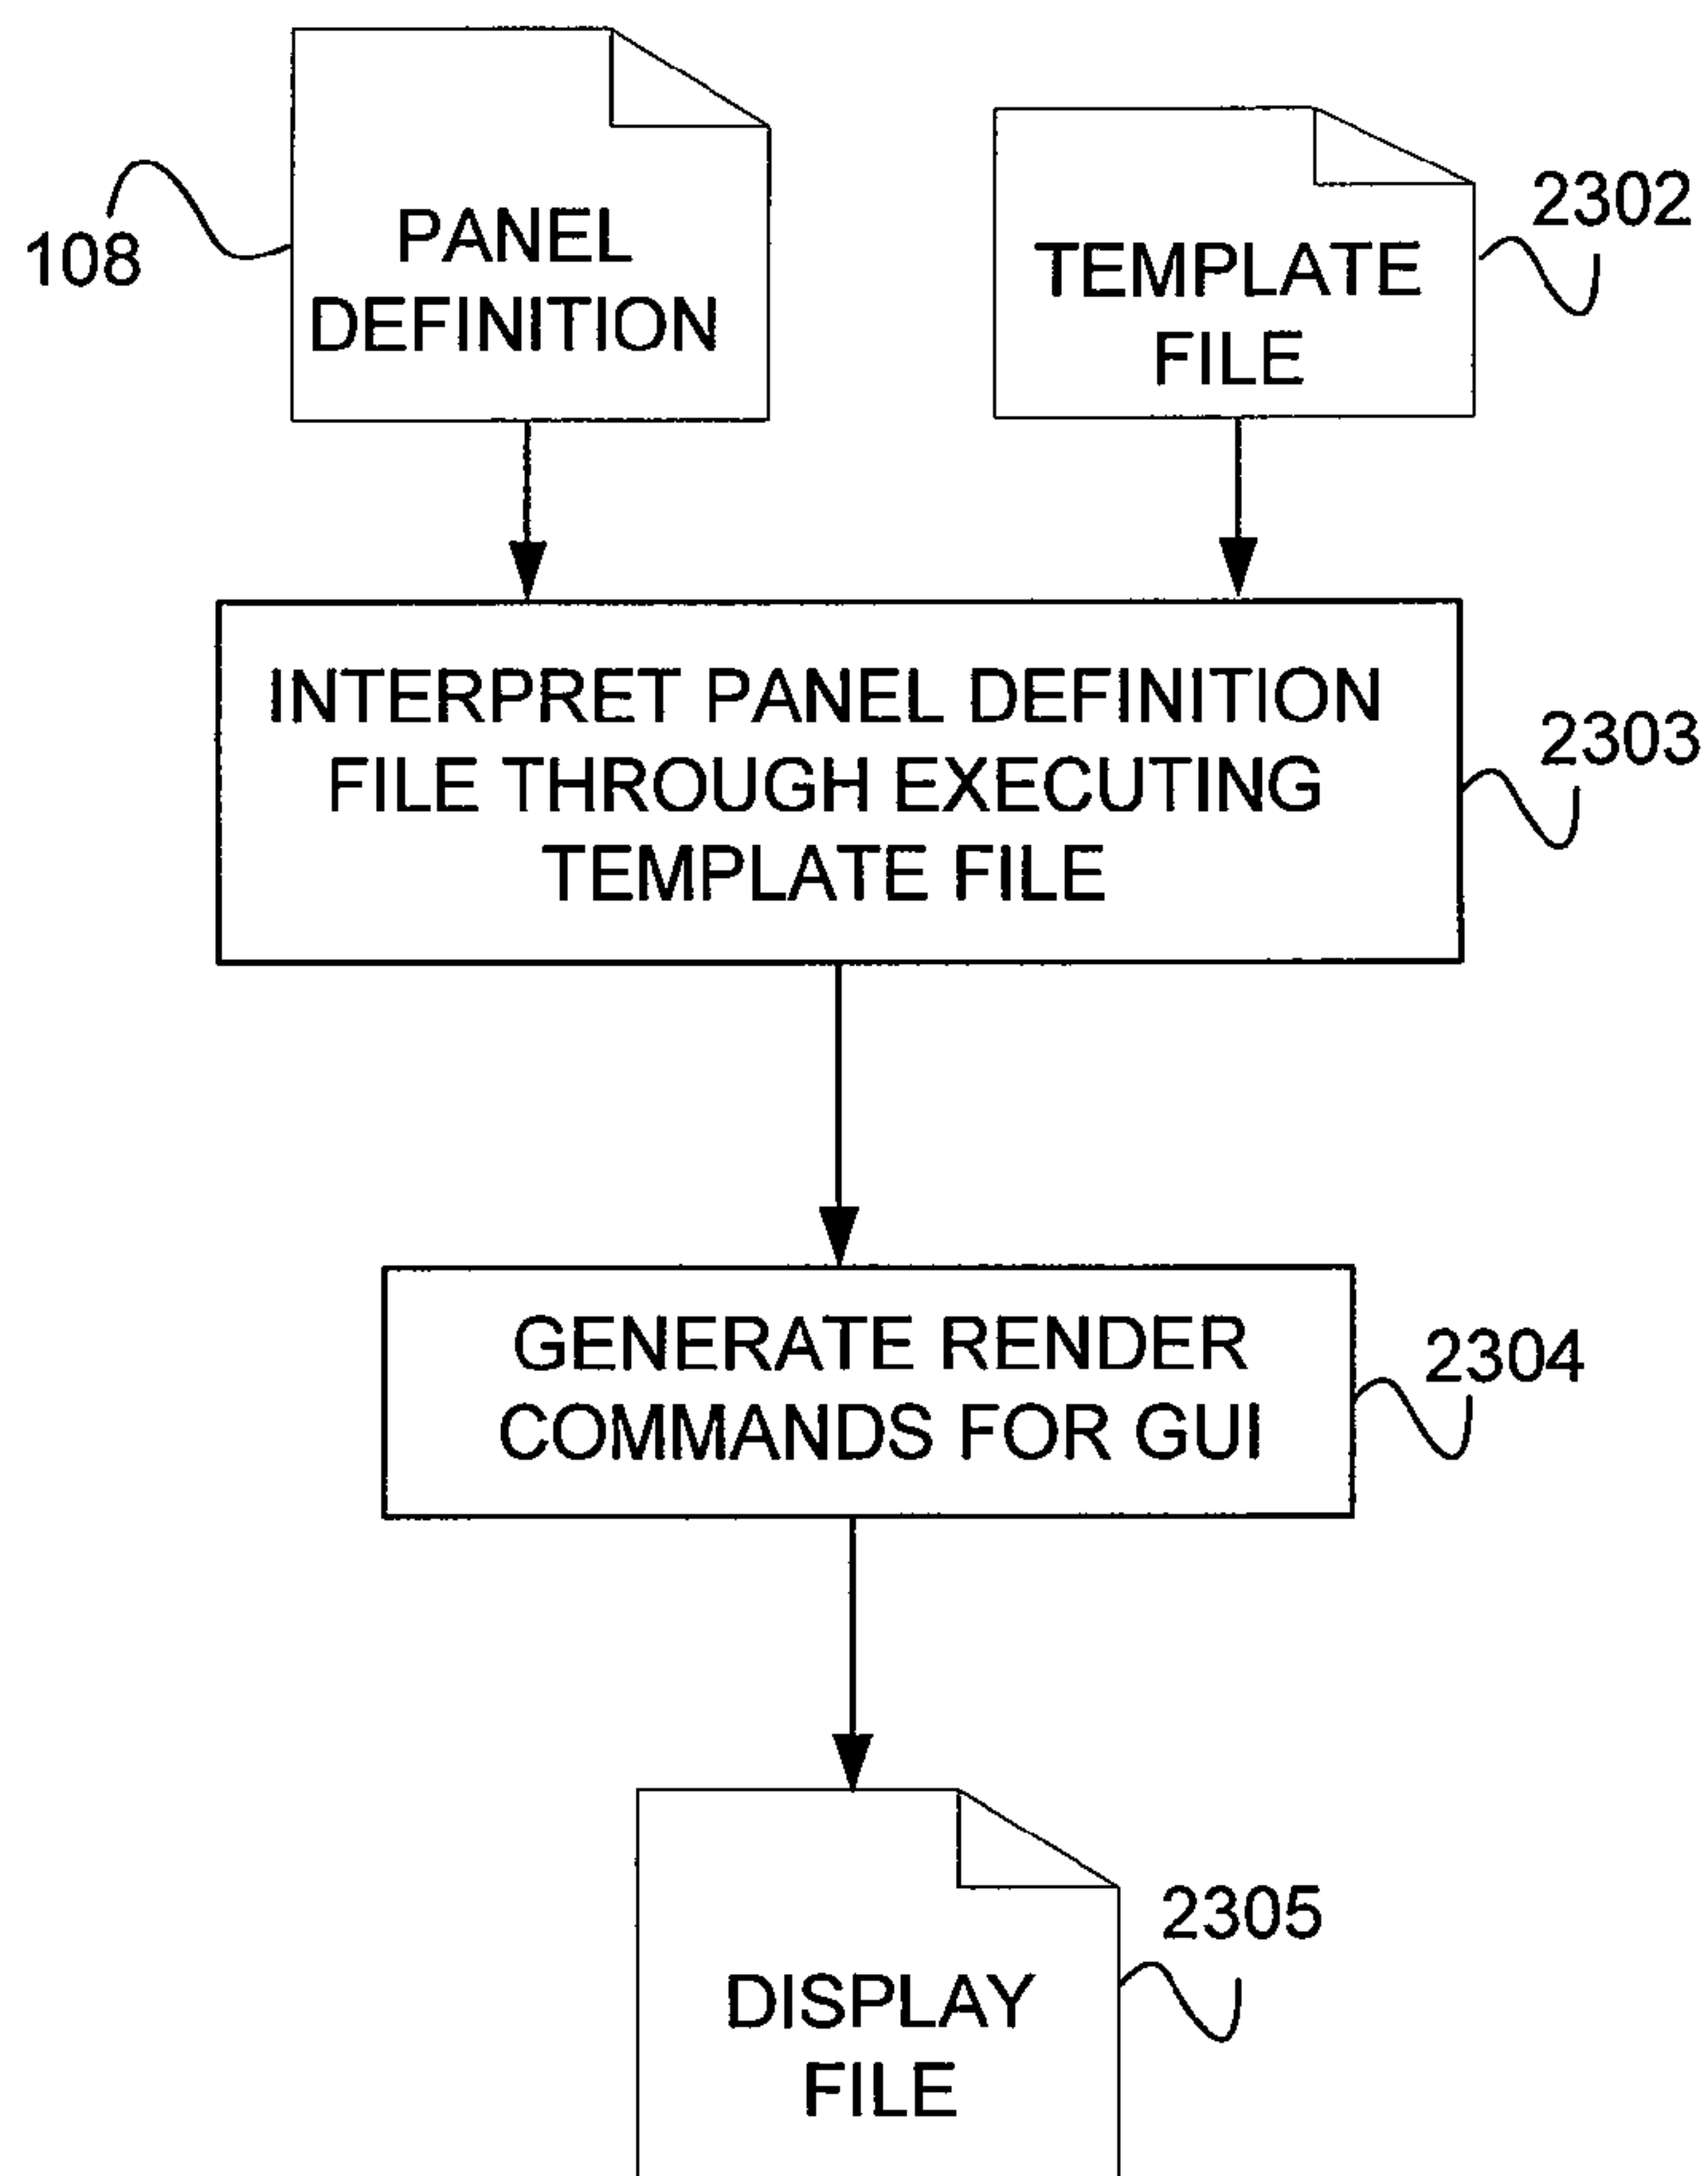 108
PANEL
DEFINITION
TEMPLATE
FILE
2302
INTERPRET PANEL DEFINITION
FILE THROUGH EXECUTING
TEMPLATE FILE
2303
GENERATE RENDER
COMMANDS FOR GUI
2304
DISPLAY
FILE
2305